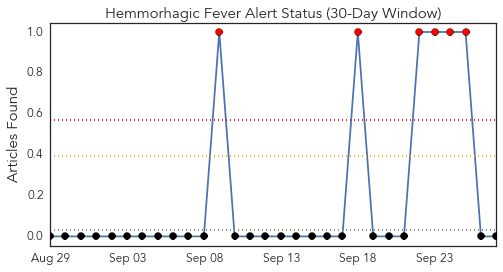 Hemmorhagic Fever Alert Status (30-Day Window)
Articles Found
1.0
0.8
0.6
0.4
0.2
0.0
Aug 29 Sep 03 Sep 08 Sep 13 Sep 18 Sep 23